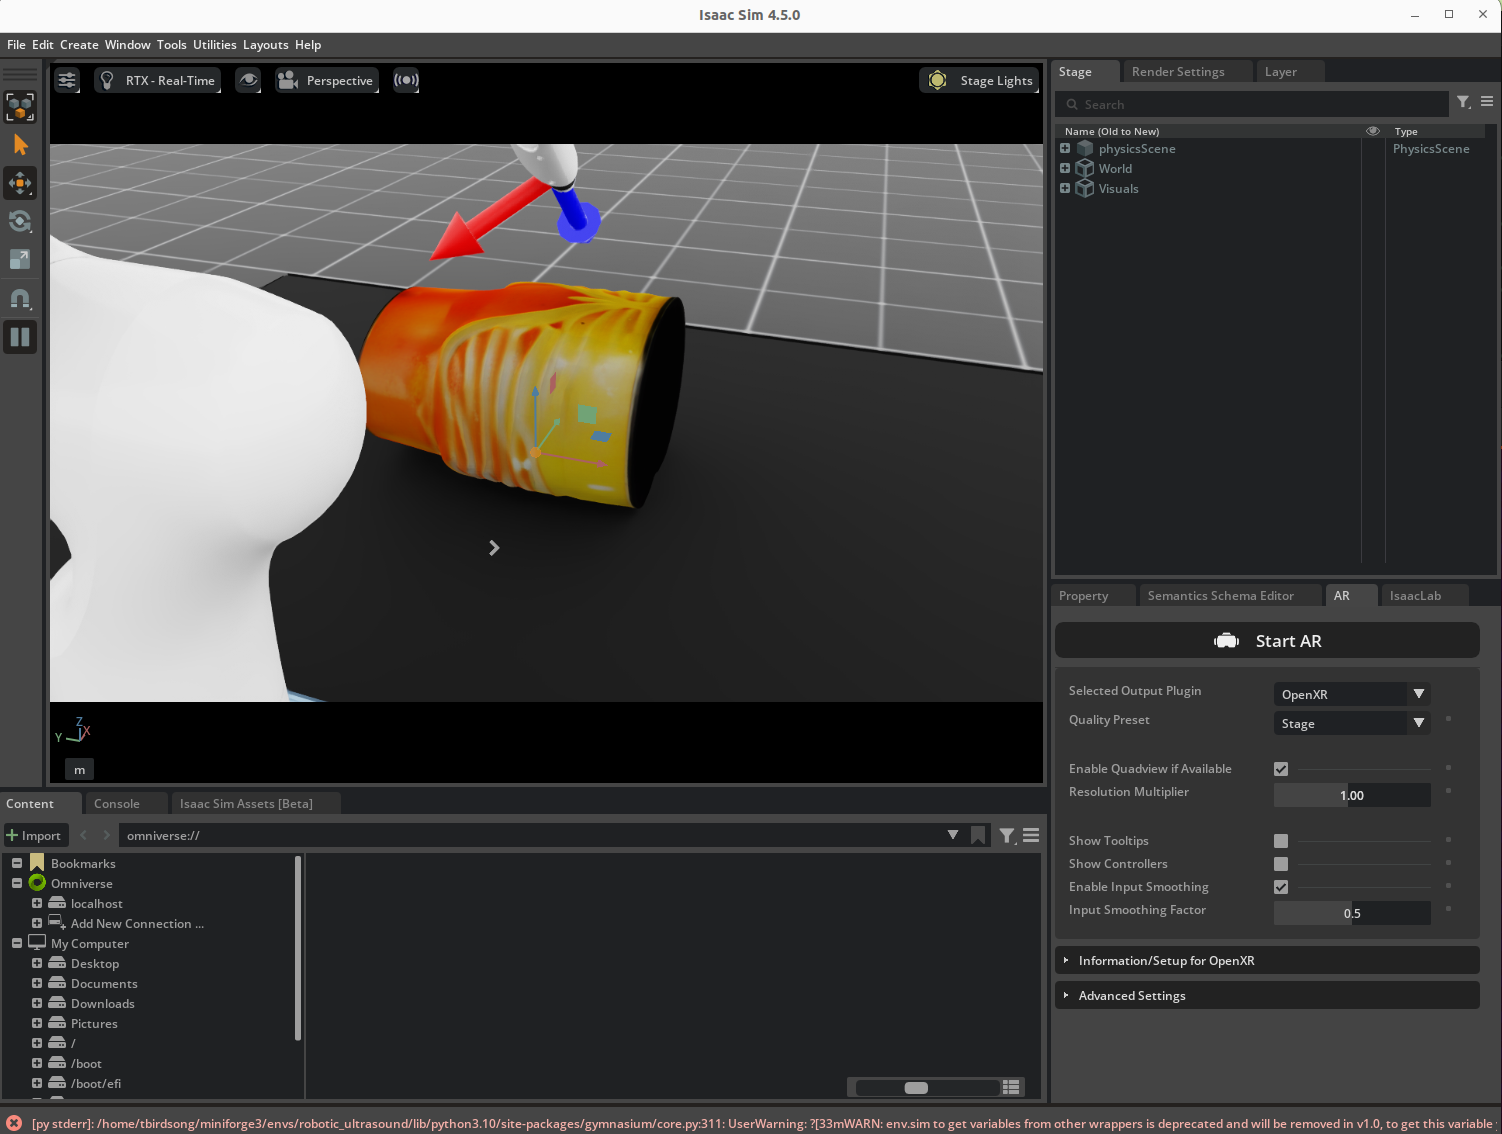 Isaac Sim 4.5.0
File Edit Create Window Tools Utilities Layouts Help
RTX - Real-Time
Perspective
Stage Lights
Z
X
Y
m
Stage
Render Settings
Layer
Search
Name (Old to New)
Type
physicsScene
PhysicsScene
World
Visuals
Property
Semantics Schema Editor
AR
IsaacLab
Start AR
Selected Output Plugin
OpenXR
Quality Preset
Stage
Enable Quadview if Available
Resolution Multiplier
1.00
Show Tooltips
Show Controllers
Enable Input Smoothing
Input Smoothing Factor
0.5
Information/Setup for OpenXR
Advanced Settings
Content
Console
Isaac Sim Assets [Beta]
Import
omniverse://
Bookmarks
Omniverse
localhost
Add New Connection ...
My Computer
Desktop
Documents
Downloads
Pictures
/
/boot
/boot/efi
[py stderr]: /home/tbirdsong/miniforge3/envs/robotic_ultrasound/lib/python3.10/site-packages/gymnasium/core.py:311: UserWarning: ?[33mWARN: env.sim to get variables from other wrappers is deprecated and will be removed in v1.0, to get this variable